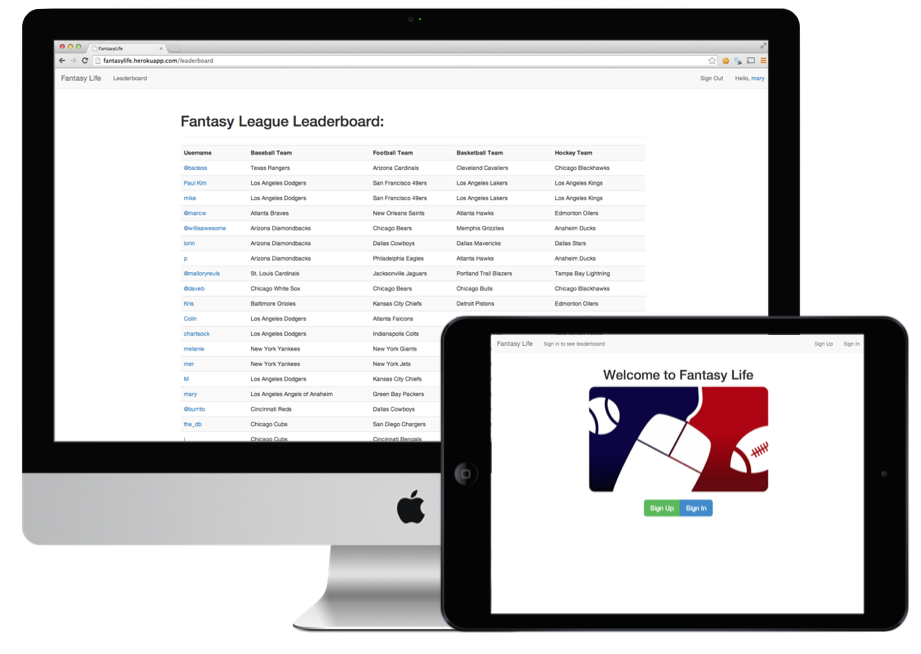 FantasyLife
fantasylife.herokuapp.com/leaderboard
Fantasy Life Leaderboard Sign Out Hello, mary
Fantasy League Leaderboard:
Username Baseball Team Football Team Basketball Team Hockey Team
@badass Texas Rangers Arizona Cardinals Cleveland Cavaliers Chicago Blackhawks
Paul Kim Los Angeles Dodgers San Francisco 49ers Los Angeles Lakers Los Angeles Kings
mike Los Angeles Dodgers San Francisco 49ers Los Angeles Lakers Los Angeles Kings
@marcw Atlanta Braves New Orleans Saints Atlanta Hawks Edmonton Oilers
@willisawesome Arizona Diamondbacks Chicago Bears Memphis Grizzlies Anaheim Ducks
lorin Arizona Diamondbacks Dallas Cowboys Dallas Mavericks Dallas Stars
p Arizona Diamondbacks Philadelphia Eagles Atlanta Hawks Anaheim Ducks
@malloryreuls St. Louis Cardinals Jacksonville Jaguars Portland Trail Blazers Tampa Bay Lightning
@daveb Chicago White Sox Chicago Bears Chicago Bulls Chicago Blackhawks
Kris Baltimore Orioles Kansas City Chiefs Detroit Pistons Edmonton Oilers
Colin Los Angeles Dodgers Atlanta Falcons
chartsock Los Angeles Dodgers Indianapolis Colts
melanie New York Yankees New York Giants
mer New York Yankees New York Jets
M Los Angeles Dodgers Kansas City Chiefs
mary Los Angeles Angels of Anaheim Green Bay Packers
@burrito Cincinnati Reds Dallas Cowboys
the_db Chicago Cubs San Diego Chargers
Chicago Cubs Cincinnati Bengals
Fantasy Life Sign in to see leaderboard Sign Up Sign In
Welcome to Fantasy Life
Sign Up Sign In